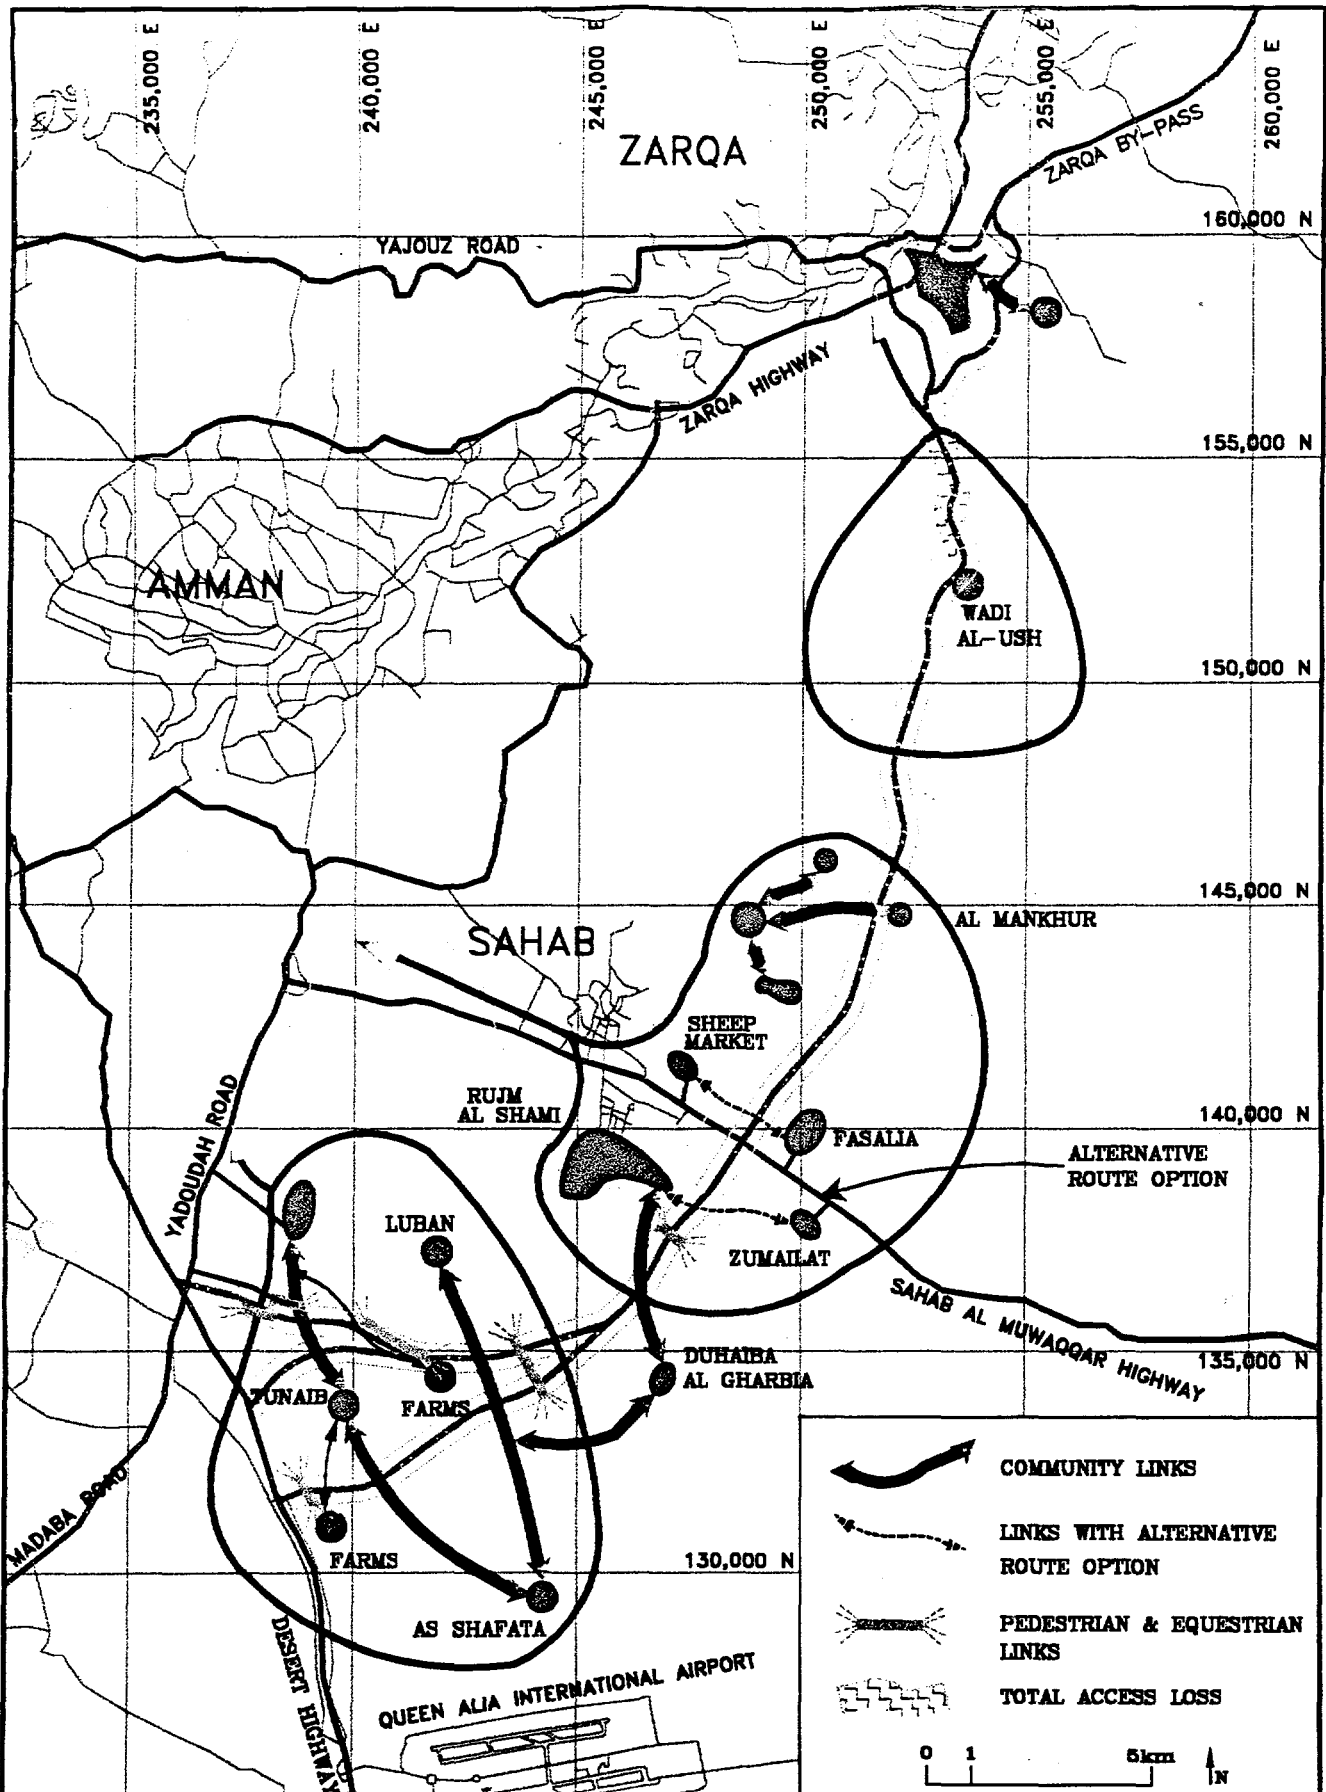 235,000 E
240,000 E
245,000 E
250,000 E
255,000 E
260,000 E
ZARQA
ZARQA BY-PASS
160,000 N
YAJOUZ ROAD
ZARQA HIGHWAY
155,000 N
AMMAN
WADI
AL-USH
150,000 N
145,000 N
AL MANKHUR
SAHAB
SHEEP
MARKET
RUJM
AL SHAMI
140,000 N
FASALIA
ALTERNATIVE
ROUTE OPTION
YADOUDAH ROAD
LUBAN
ZUMAILAT
SAHAB AL MUWAQQAR HIGHWAY
135,000 N
DUHAIBA
AL GHARBIA
TUNAIB
FARMS
MADABA ROAD
FARMS
130,000 N
AS SHAFATA
DESERT HIGHWAY
QUEEN ALIA INTERNATIONAL AIRPORT
COMMUNITY LINKS
LINKS WITH ALTERNATIVE
ROUTE OPTION
PEDESTRIAN & EQUESTRIAN
LINKS
TOTAL ACCESS LOSS
0 1 5km
N